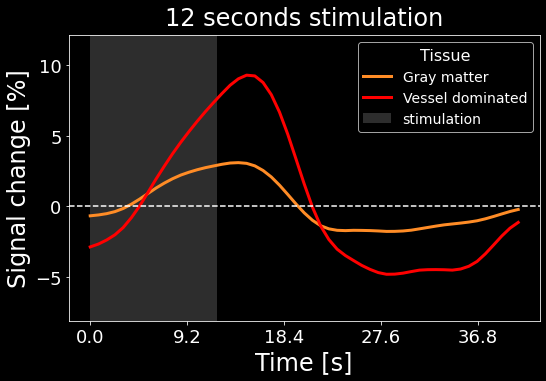 12 seconds stimulation
Signal change [%]
10
5
0
−5
Tissue
Gray matter
Vessel dominated
stimulation
0.0 9.2 18.4 27.6 36.8
Time [s]